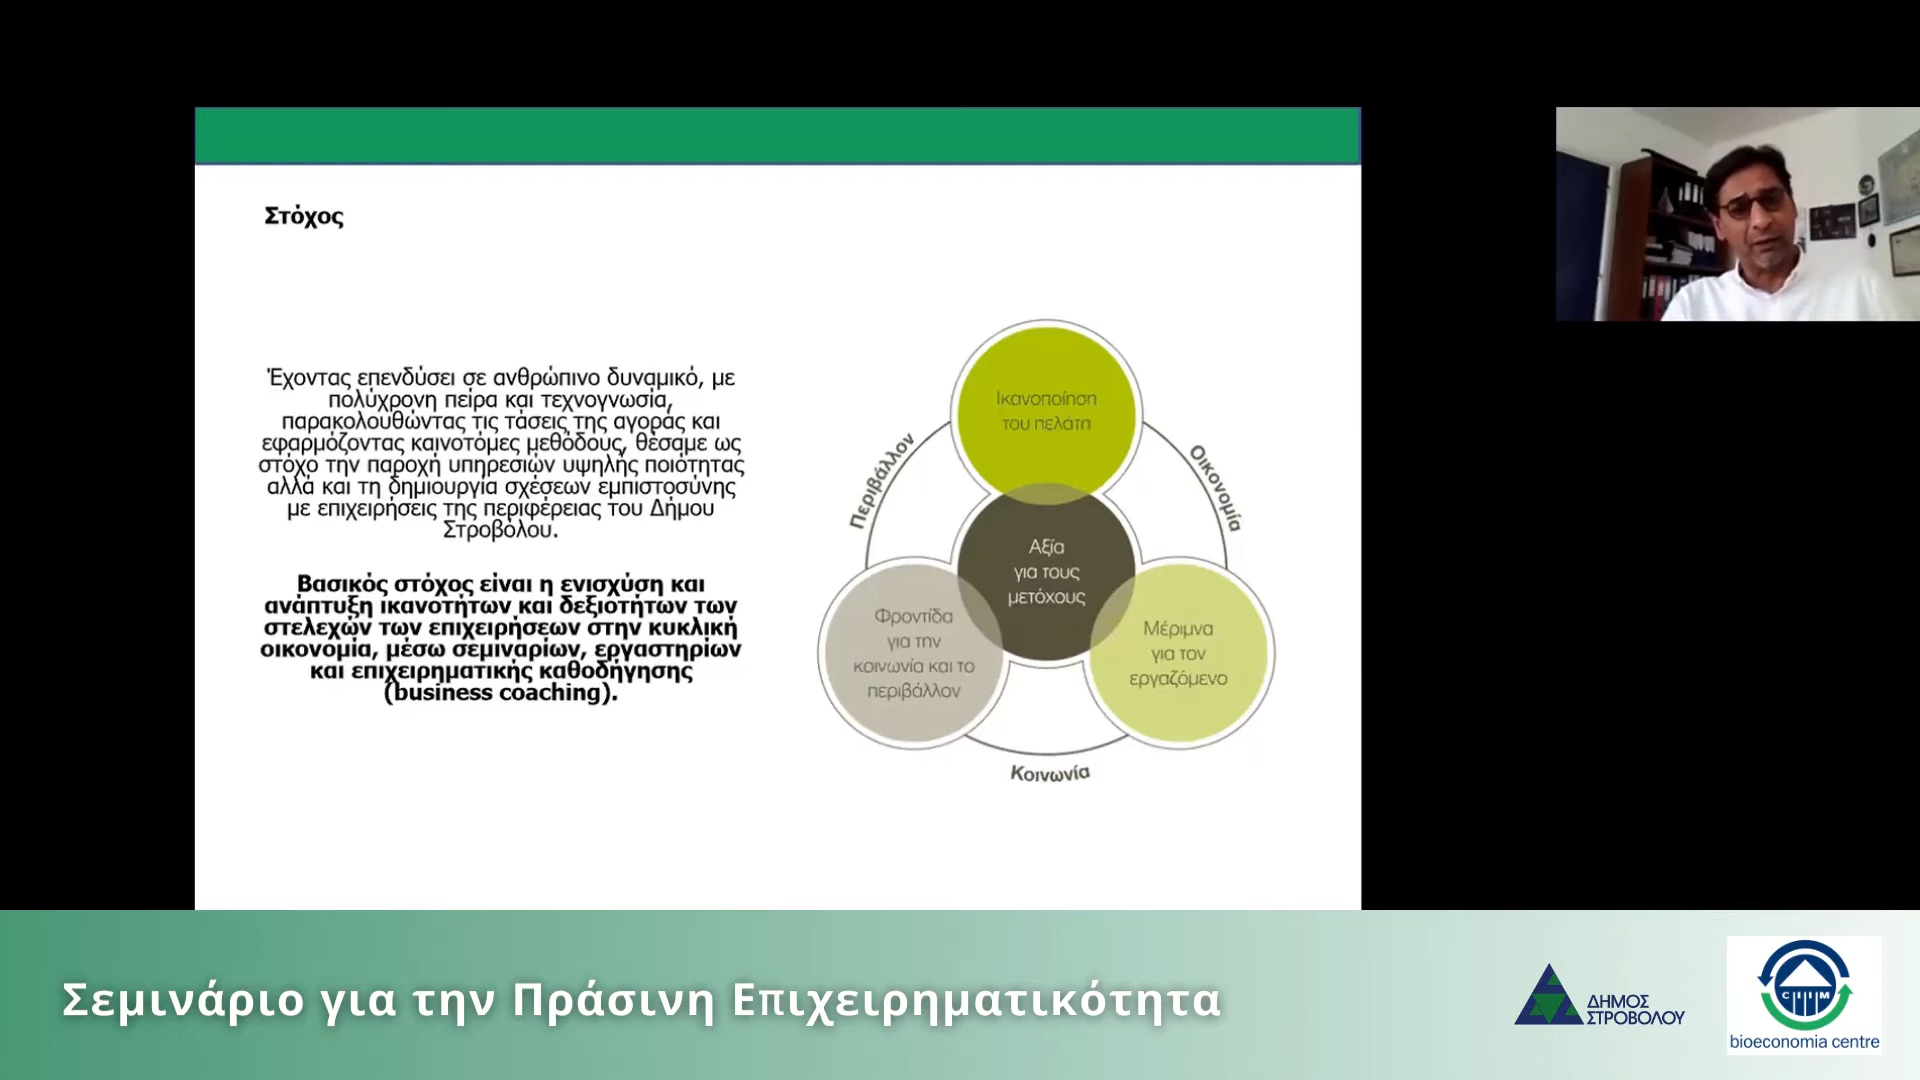 Στόχος
Έχοντας επενδύσει σε ανθρώπινο δυναμικό, με
πολύχρονη πείρα και τεχνογνωσία,
παρακολουθώντας τις τάσεις της αγοράς και
εφαρμόζοντας καινοτόμες μεθόδους, θέσαμε ως
στόχο την παροχή υπηρεσιών υψηλής ποιότητας
αλλά και τη δημιουργία σχέσεων εμπιστοσύνης
με επιχειρήσεις της περιφέρειας του Δήμου
Στροβόλου.
Βασικός στόχος είναι η ενισχύση και
ανάπτυξη ικανοτήτων και δεξιοτήτων των
στελεχών των επιχειρήσεων στην κυκλική
οικονομία, μέσω σεμιναρίων, εργαστηρίων
και επιχειρηματικής καθοδήγησης
(business coaching).
Ικανοποίηση
του πελάτη
Περιβάλλον
Οικονομία
Αξία
για τους
μετόχους
Φροντίδα
για την
κοινωνία και το
περιβάλλον
Μέριμνα
για τον
εργαζόμενο
Κοινωνία
Σεμινάριο για την Πράσινη Επιχειρηματικότητα
ΔΗΜΟΣ
ΣΤΡΟΒΟΛΟΥ
CIIM
bioeconomia centre